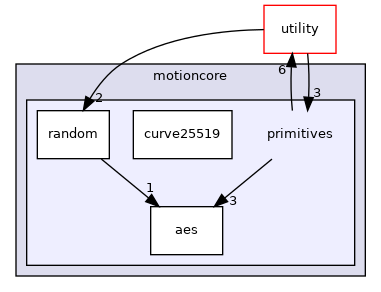 utility
6
3
motioncore
2
random
curve25519
primitives
1
3
aes